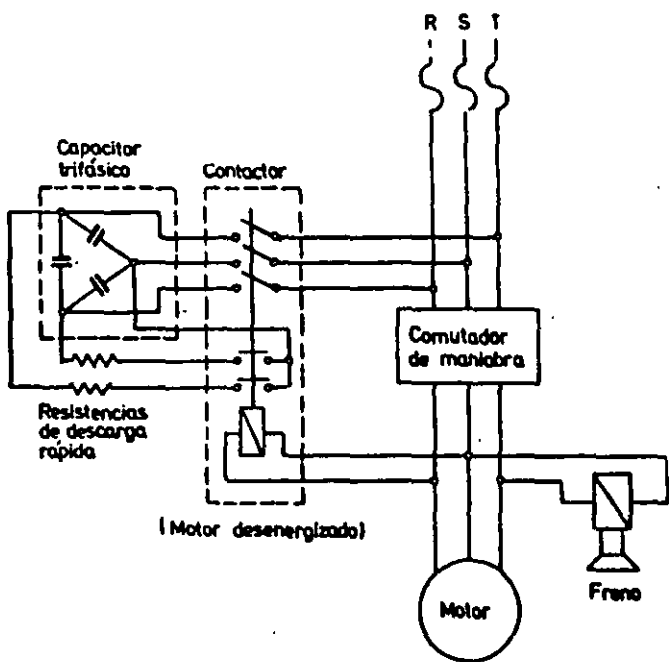 R S T
Capacitor
trifásico
Contactor
Comutador
de maniobra
Resistencias
de descarga
rápida
(Motor desenergizado)
Motor
Freno